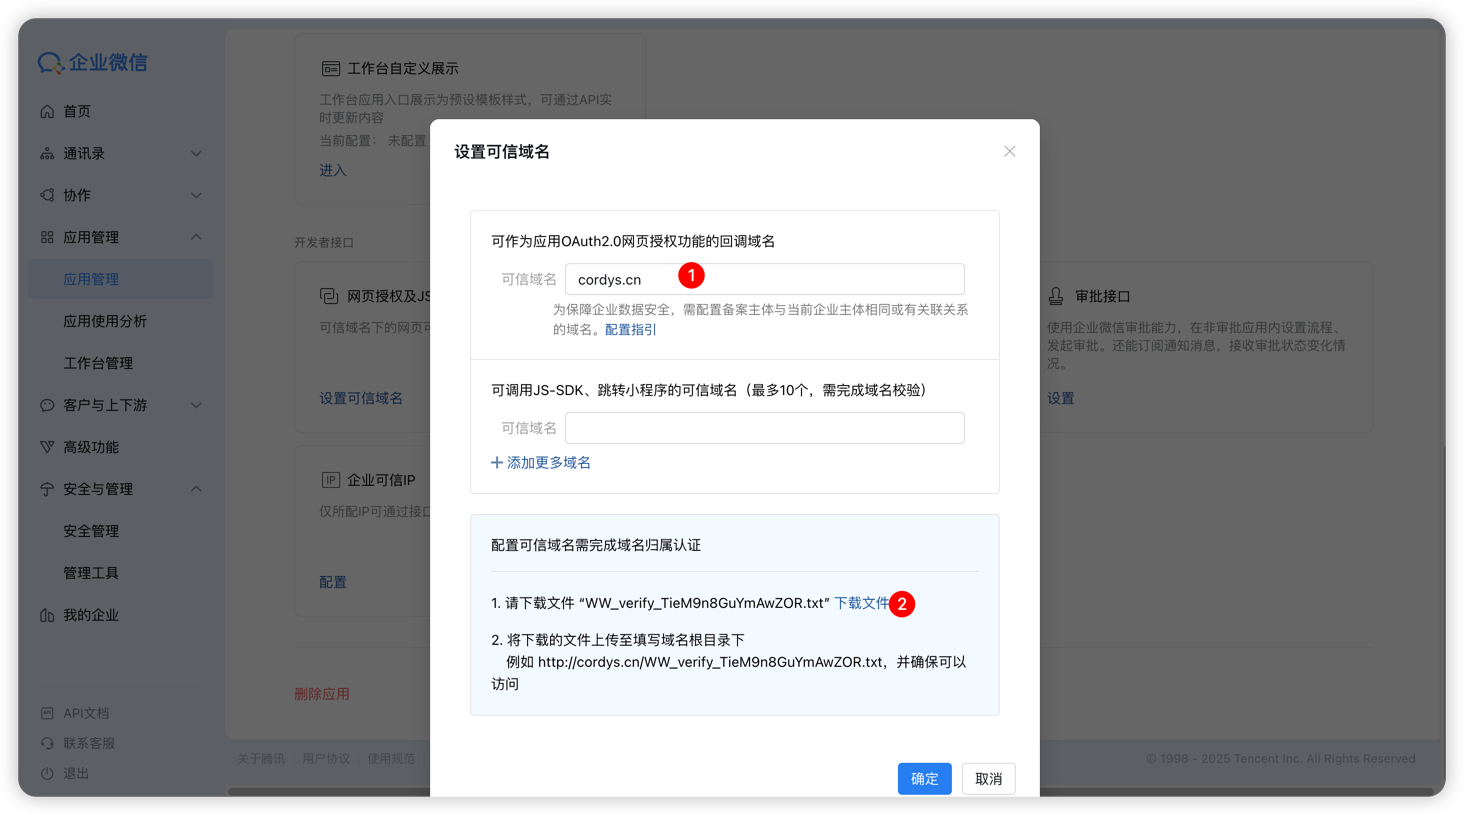 企业微信
首页
通讯录
协作
应用管理
应用管理
应用使用分析
工作台管理
客户与上下游
高级功能
安全与管理
安全管理
管理工具
我的企业
API文档
联系客服
退出
工作台自定义展示
工作台应用入口展示为预设模板样式，可通过API实
时更新内容
当前配置： 未配置
进入
开发者接口
网页授权及JS
可信域名下的网页可
设置可信域名
IP 企业可信IP
仅所配IP可通过接口
配置
删除应用
设置可信域名
可作为应用OAuth2.0网页授权功能的回调域名
可信域名 cordys.cn 1
为保障企业数据安全，需配置备案主体与当前企业主体相同或有关联关系
的域名。配置指引
可调用JS-SDK、跳转小程序的可信域名（最多10个，需完成域名校验）
可信域名
添加更多域名
配置可信域名需完成域名归属认证
1. 请下载文件 “WW_verify_TieM9n8GuYmAwZOR.txt” 下载文件 2
2. 将下载的文件上传至填写域名根目录下
例如 http://cordys.cn/WW_verify_TieM9n8GuYmAwZOR.txt，并确保可以
访问
确定 取消
审批接口
使用企业微信审批能力，在非审批应用内设置流程、
发起审批。还能订阅通知消息，接收审批状态变化情
况。
设置
关于腾讯 用户协议 使用规范
© 1998 - 2025 Tencent Inc. All Rights Reserved